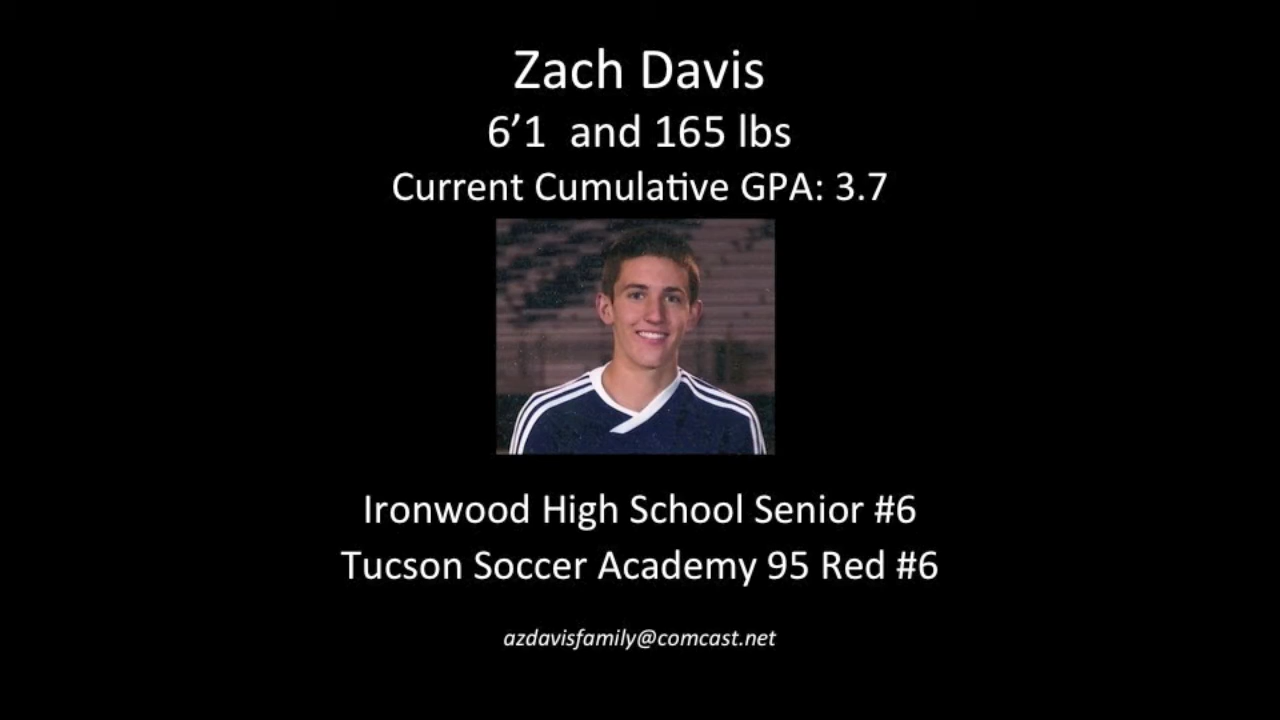 Zach Davis
6’1 and 165 lbs
Current Cumulative GPA: 3.7
Ironwood High School Senior #6
Tucson Soccer Academy 95 Red #6
azdavisfamily@comcast.net